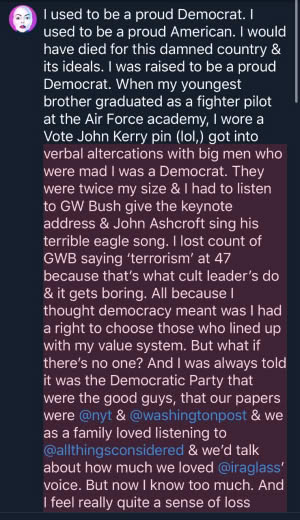 I used to be a proud Democrat. I
used to be a proud American. I would
have died for this damned country &
its ideals. I was raised to be a proud
Democrat. When my youngest
brother graduated as a fighter pilot
at the Air Force academy, I wore a
Vote John Kerry pin (lol,) got into
verbal altercations with big men who
were mad I was a Democrat. They
were twice my size & I had to listen
to GW Bush give the keynote
address & John Ashcroft sing his
terrible eagle song. I lost count of
GWB saying ‘terrorism’ at 47
because that’s what cult leader’s do
& it gets boring. All because I
thought democracy meant was I had
a right to choose those who lined up
with my value system. But what if
there’s no one? And I was always told
it was the Democratic Party that
were the good guys, that our papers
were @nyt & @washingtonpost & we
as a family loved listening to
@allthingsconsidered & we’d talk
about how much we loved @iraglass’
voice. But now I know too much. And
I feel really quite a sense of loss